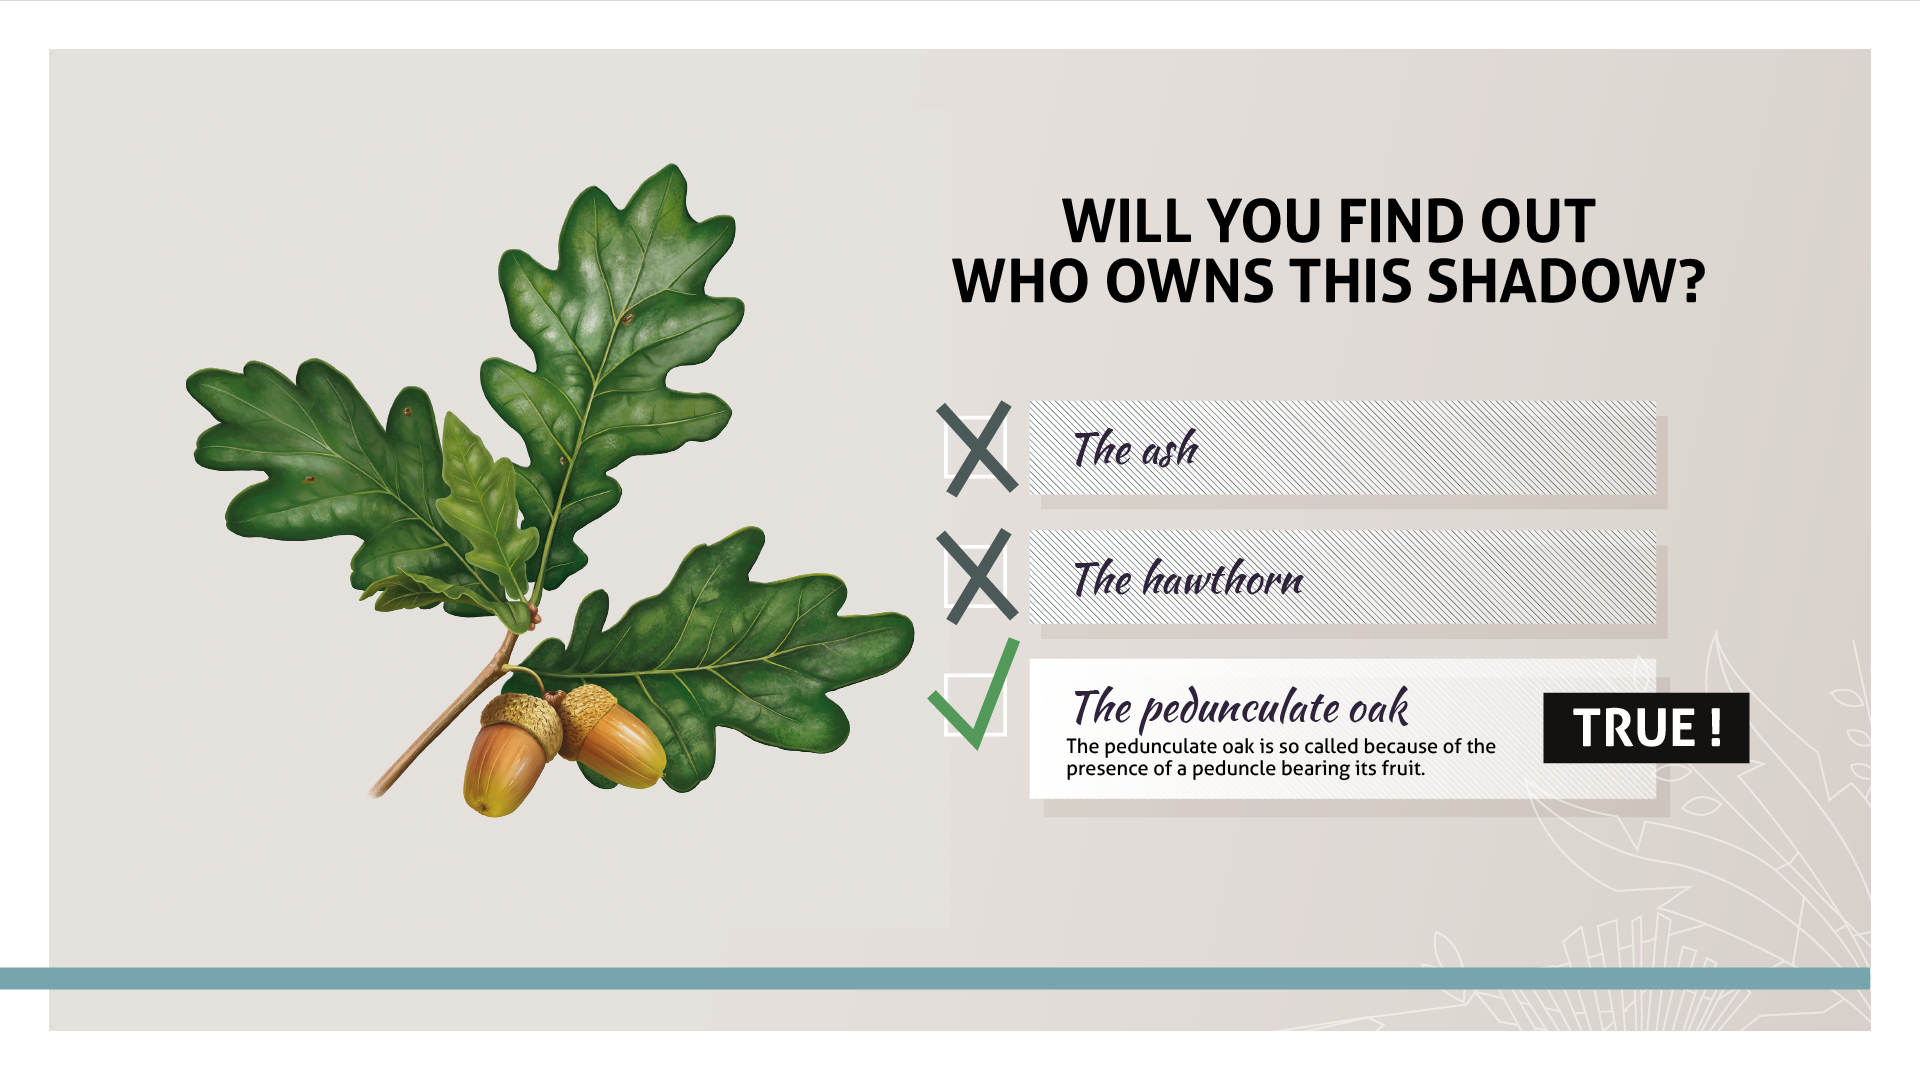 WILL YOU FIND OUT
WHO OWNS THIS SHADOW?
The ash
The hawthorn
The pedunculate oak
The pedunculate oak is so called because of the
presence of a peduncle bearing its fruit.
TRUE !